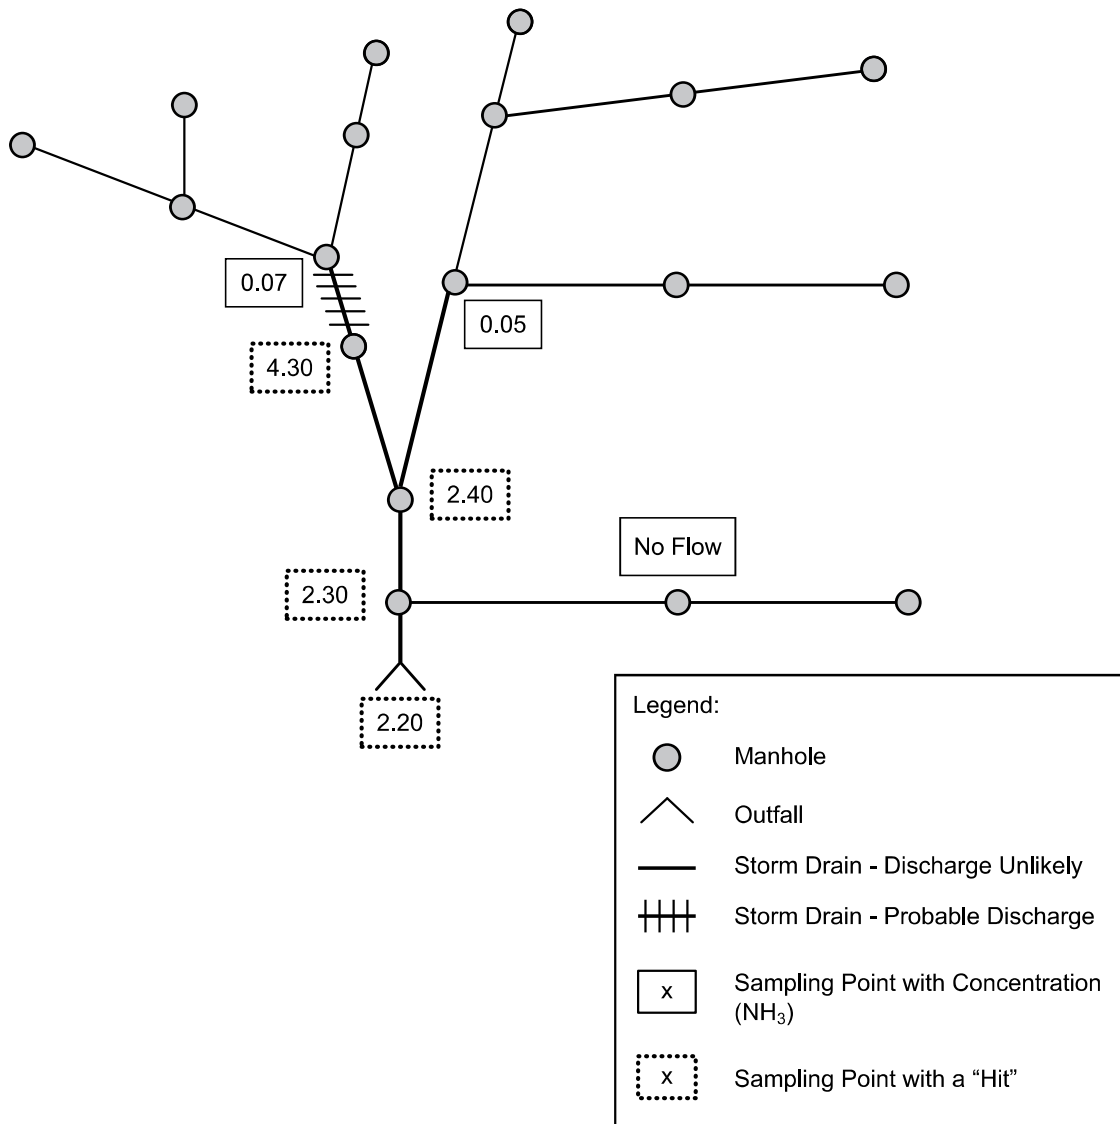 0.07
0.05
4.30
2.40
No Flow
2.30
2.20
Legend:
Manhole
Outfall
Storm Drain - Discharge Unlikely
Storm Drain - Probable Discharge
x
Sampling Point with Concentration
(NH₃)
x
Sampling Point with a “Hit”